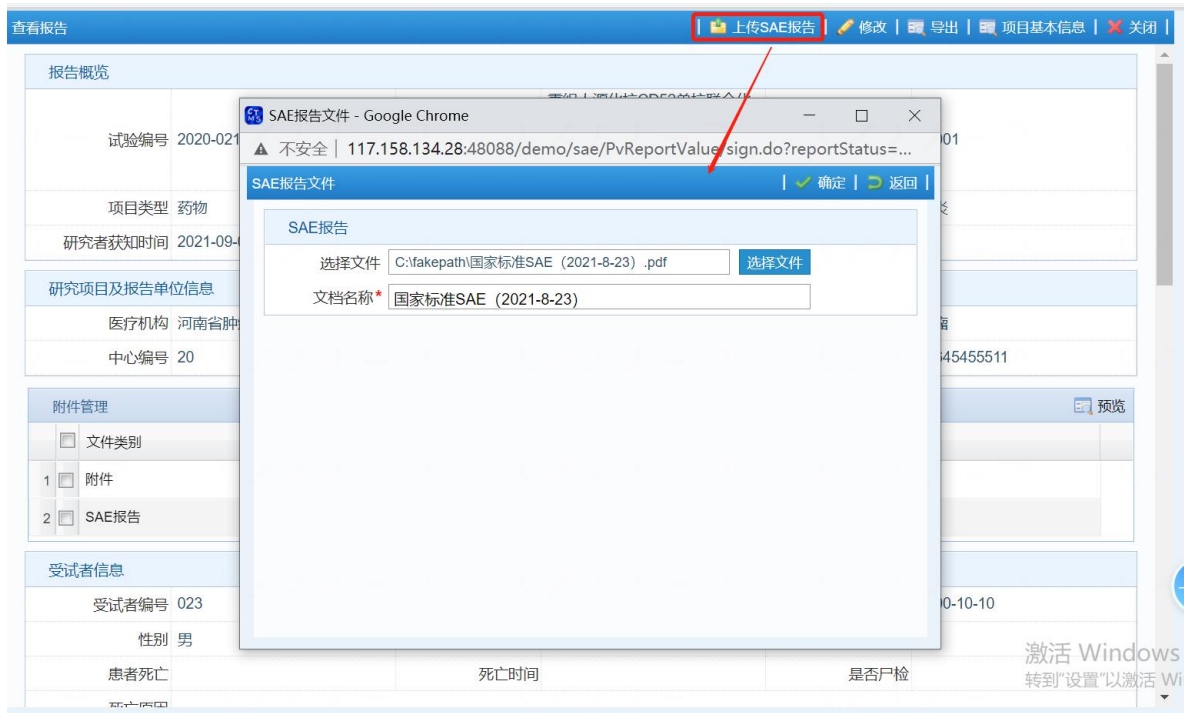 查看报告 | 上传SAE报告 | 修改 | 导出 | 项目基本信息 | 关闭 |
报告概览
试验编号 2020-021
SAE报告文件 - Google Chrome
不安全 | 117.158.134.28:48088/demo/sae/PvReportValue/sign.do?reportStatus=...
SAE报告文件 | 确定 | 返回 |
项目类型 药物
SAE报告
研究者获知时间 2021-09-
选择文件 C:\fakepath\国家标准SAE（2021-8-23）.pdf 选择文件
文档名称* 国家标准SAE（2021-8-23）
研究项目及报告单位信息
医疗机构 河南省肿
中心编号 20 45455511
附件管理 预览
文件类别
1 附件
2 SAE报告
受试者信息
受试者编号 023 0-10-10
性别 男
患者死亡 死亡时间 是否尸检
死亡原因
激活 Windows
转到"设置"以激活 Wi